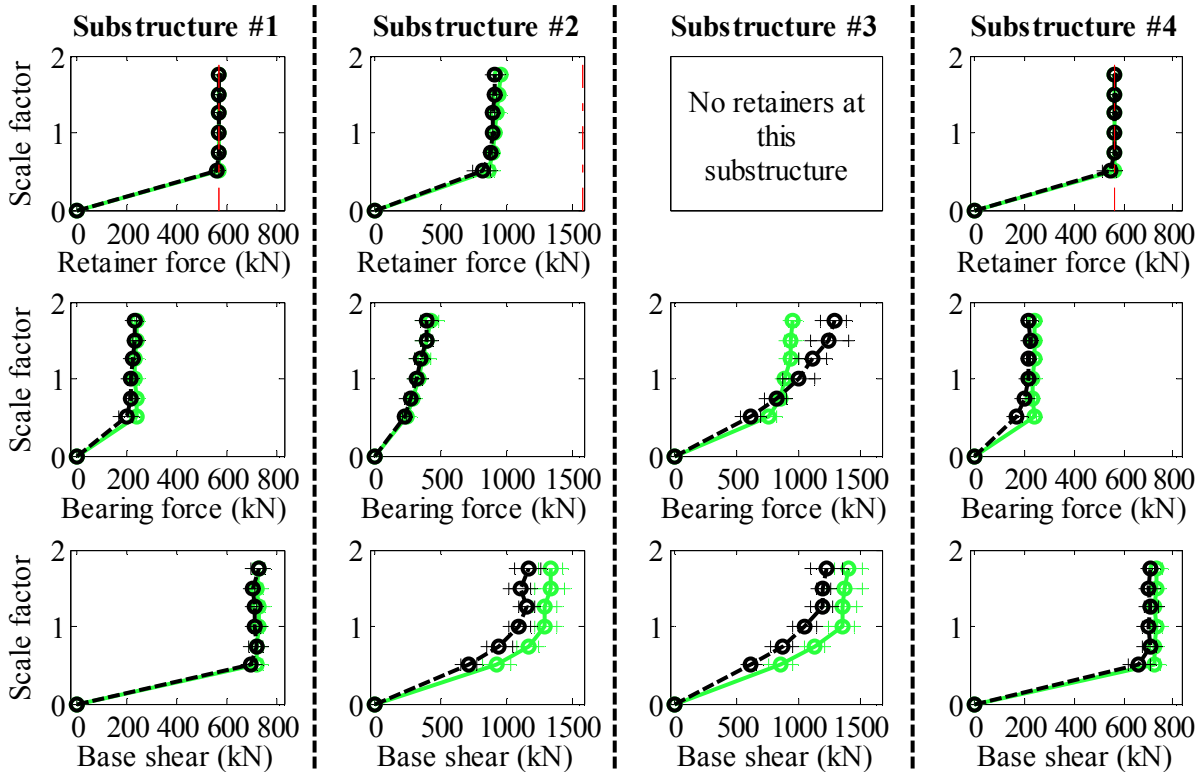 Substructure #1
Substructure #2
Substructure #3
Substructure #4
Scale factor
2
1
0
0 200 400 600 800
Retainer force (kN)
2
1
0
0 500 1000 1500
Retainer force (kN)
No retainers at
this
substructure
2
1
0
0 200 400 600 800
Retainer force (kN)
Scale factor
2
1
0
0 200 400 600 800
Bearing force (kN)
2
1
0
0 500 1000 1500
Bearing force (kN)
2
1
0
0 500 1000 1500
Bearing force (kN)
2
1
0
0 200 400 600 800
Bearing force (kN)
Scale factor
2
1
0
0 200 400 600 800
Base shear (kN)
2
1
0
0 500 1000 1500
Base shear (kN)
2
1
0
0 500 1000 1500
Base shear (kN)
2
1
0
0 200 400 600 800
Base shear (kN)